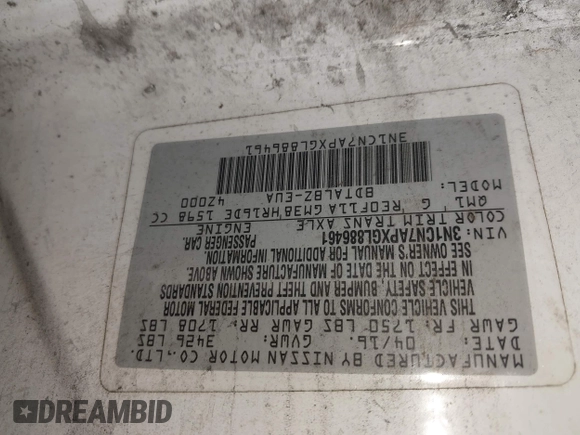 MANUFACTURED BY NISSAN MOTOR CO., LTD.
DATE: 04/16. GVWR: 3426 LBS
GAWR FR: 1750 LBS GAWR RR: 1708 LBS
THIS VEHICLE CONFORMS TO ALL APPLICABLE FEDERAL MOTOR
VEHICLE SAFETY, BUMPER AND THEFT PREVENTION STANDARDS
IN EFFECT ON THE DATE OF MANUFACTURE SHOWN ABOVE.
SEE OWNER'S MANUAL FOR ADDITIONAL INFORMATION.
VIN: 3N1CN7APXGL886461 PASSENGER CAR.
COLOR TRIM TRANS AXLE ENGINE
QM1 G RE0F11A GM38 HR16DE 1598 CC
MODEL: BDTALBZ-EUA 4Z0D0
3N1CN7APXGL886461
DREAMBID